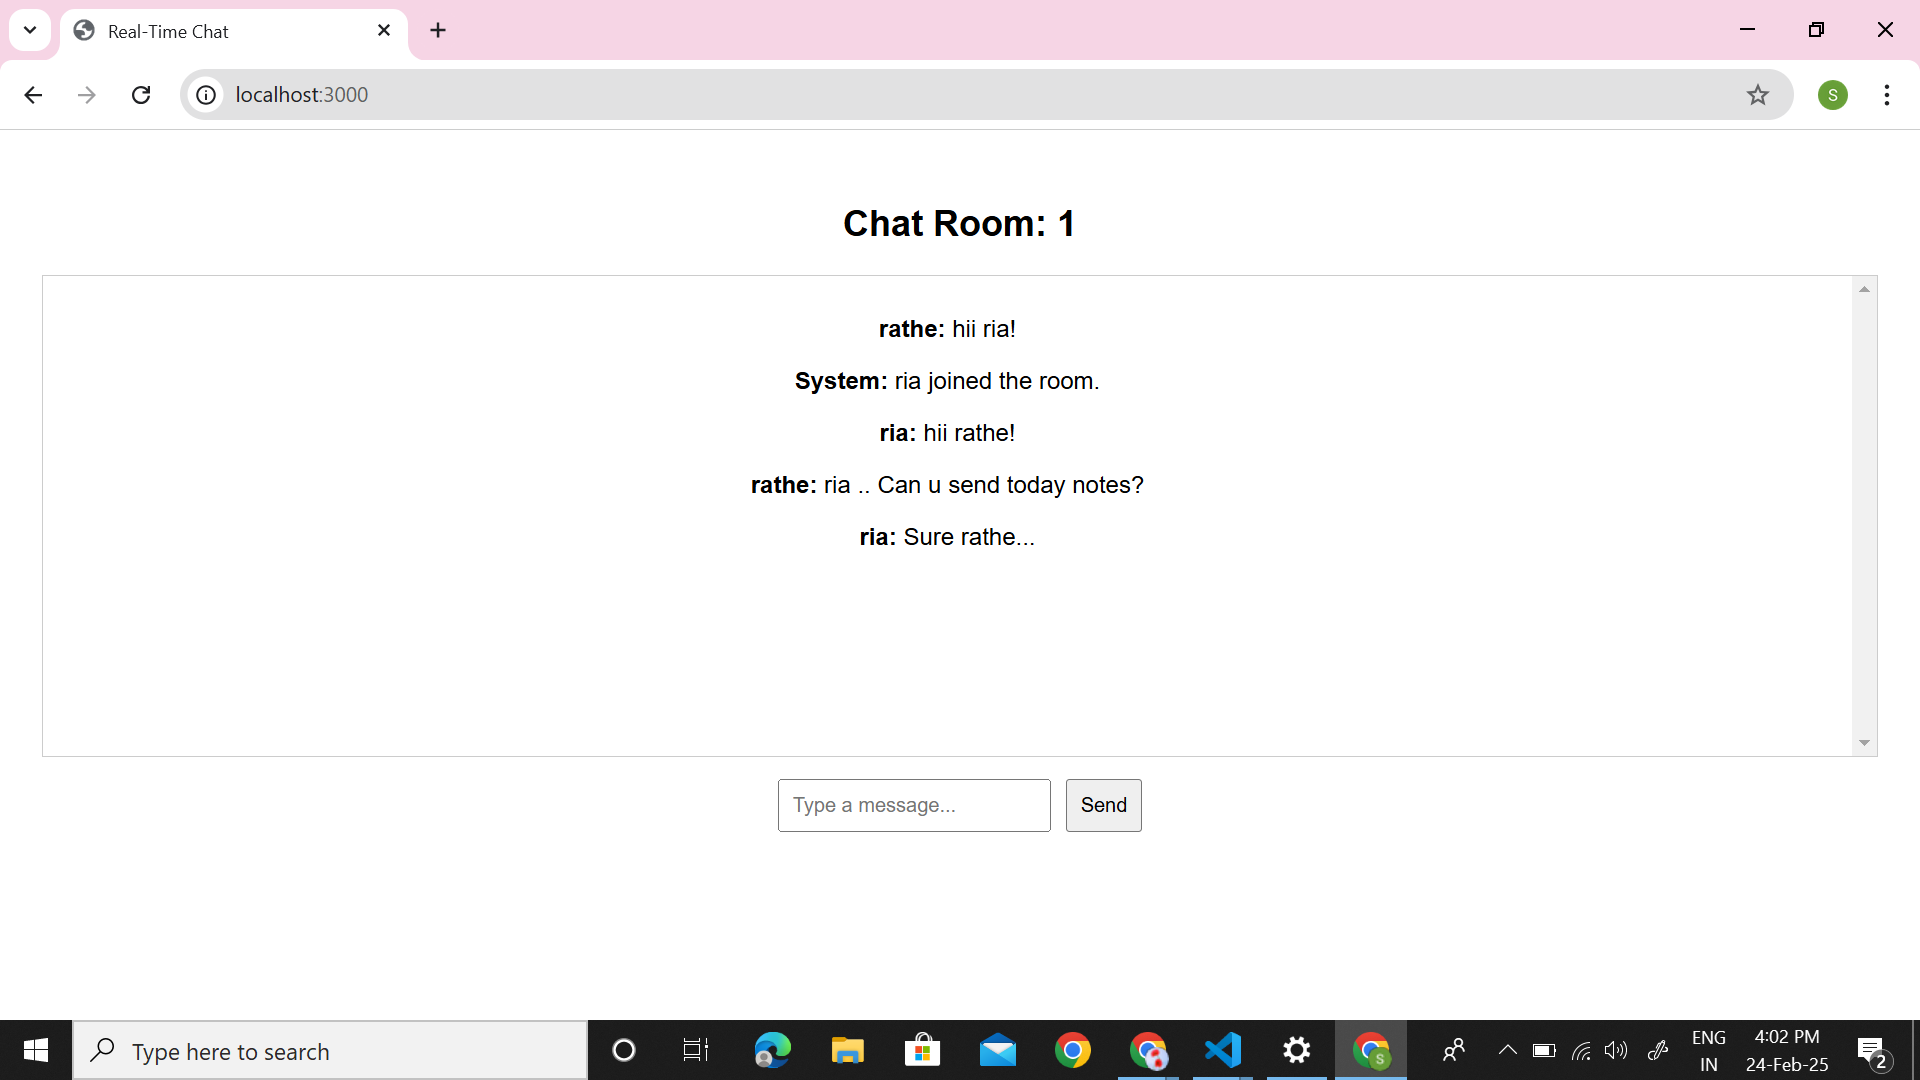 Real-Time Chat
localhost:3000
S
Chat Room: 1
rathe: hii ria!
System: ria joined the room.
ria: hii rathe!
rathe: ria .. Can u send today notes?
ria: Sure rathe...
Type a message...
Send
Type here to search
S
ENG
IN
4:02 PM
24-Feb-25
2